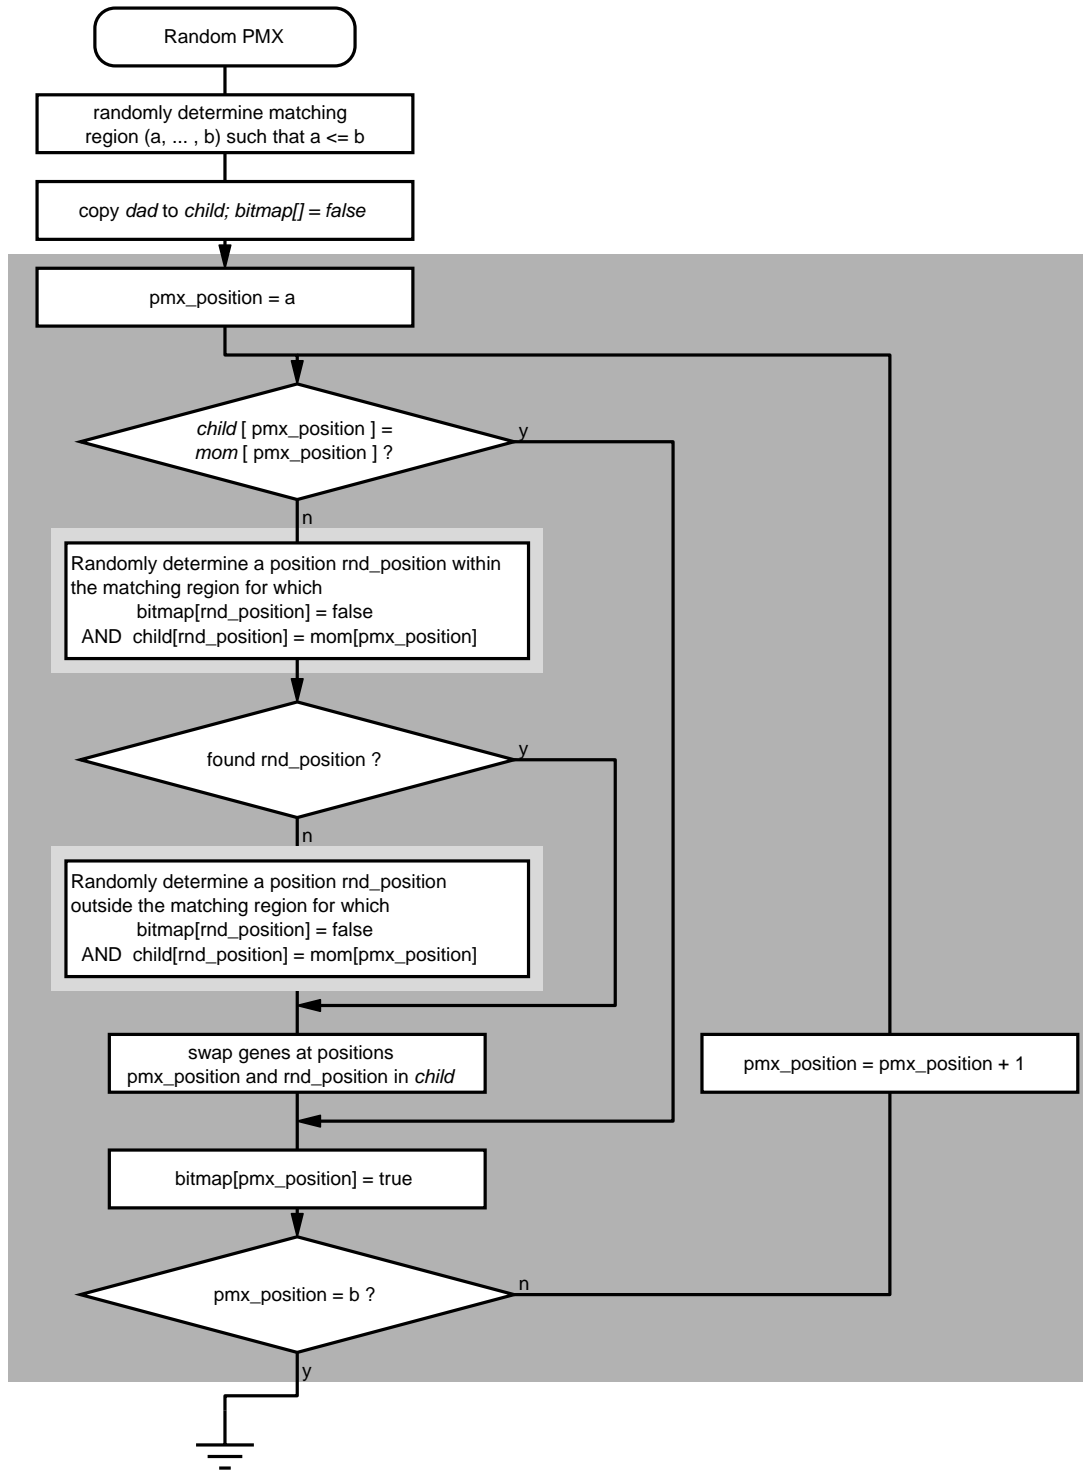 Random PMX
randomly determine matching
region (a, ... , b) such that a <= b
copy dad to child; bitmap[] = false
pmx_position = a
child [ pmx_position ] =
mom [ pmx_position ] ?
y
n
Randomly determine a position rnd_position within
the matching region for which
bitmap[rnd_position] = false
AND child[rnd_position] = mom[pmx_position]
found rnd_position ?
y
n
Randomly determine a position rnd_position
outside the matching region for which
bitmap[rnd_position] = false
AND child[rnd_position] = mom[pmx_position]
swap genes at positions
pmx_position and rnd_position in child
pmx_position = pmx_position + 1
bitmap[pmx_position] = true
pmx_position = b ?
n
y